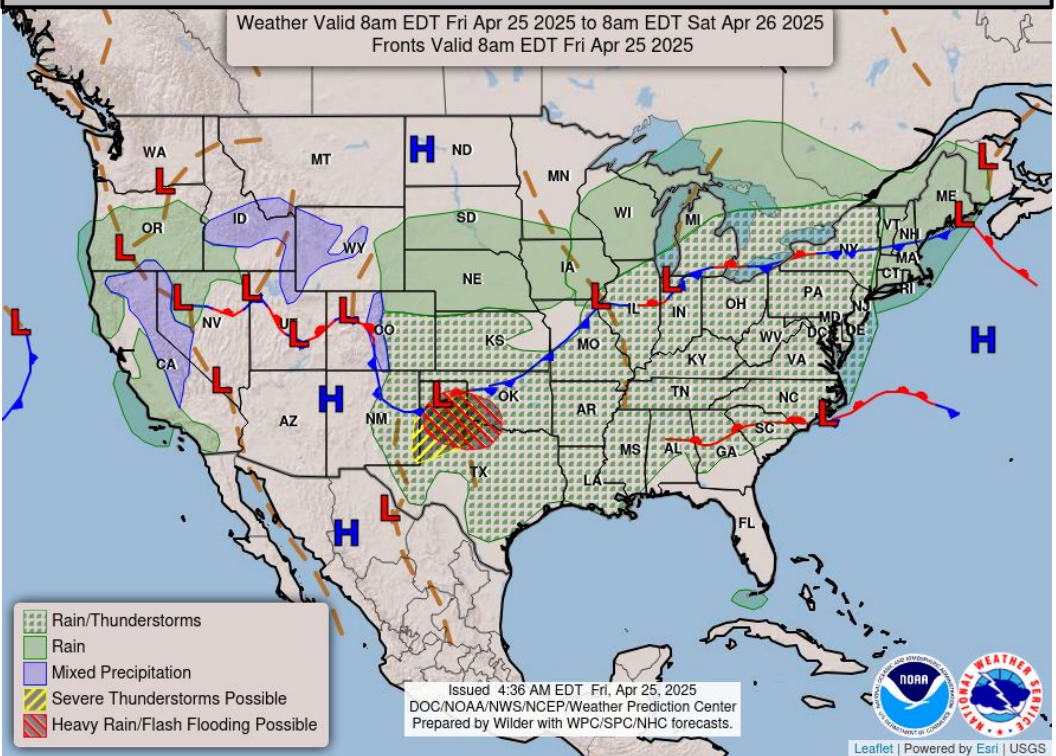 Weather Valid 8am EDT Fri Apr 25 2025 to 8am EDT Sat Apr 26 2025
Fronts Valid 8am EDT Fri Apr 25 2025
WA
MT
H
ND
MN
L
L
OR
ID
WY
SD
WI
MI
ME
L
VT
NH
NY
MA
CT
RI
L
L
L
L
NV
UT
L
CO
NE
IA
L
L
IL
IN
OH
PA
NJ
MD
DE
DC
WV
VA
H
L
CA
L
AZ
H
NM
KS
MO
KY
L
OK
AR
TN
NC
L
SC
TX
LA
MS
AL
GA
FL
L
H
Rain/Thunderstorms
Rain
Mixed Precipitation
Severe Thunderstorms Possible
Heavy Rain/Flash Flooding Possible
Issued 4:36 AM EDT Fri, Apr 25, 2025
DOC/NOAA/NWS/NCEP/Weather Prediction Center
Prepared by Wilder with WPC/SPC/NHC forecasts.
NOAA
NATIONAL WEATHER SERVICE
Leaflet | Powered by Esri | USGS